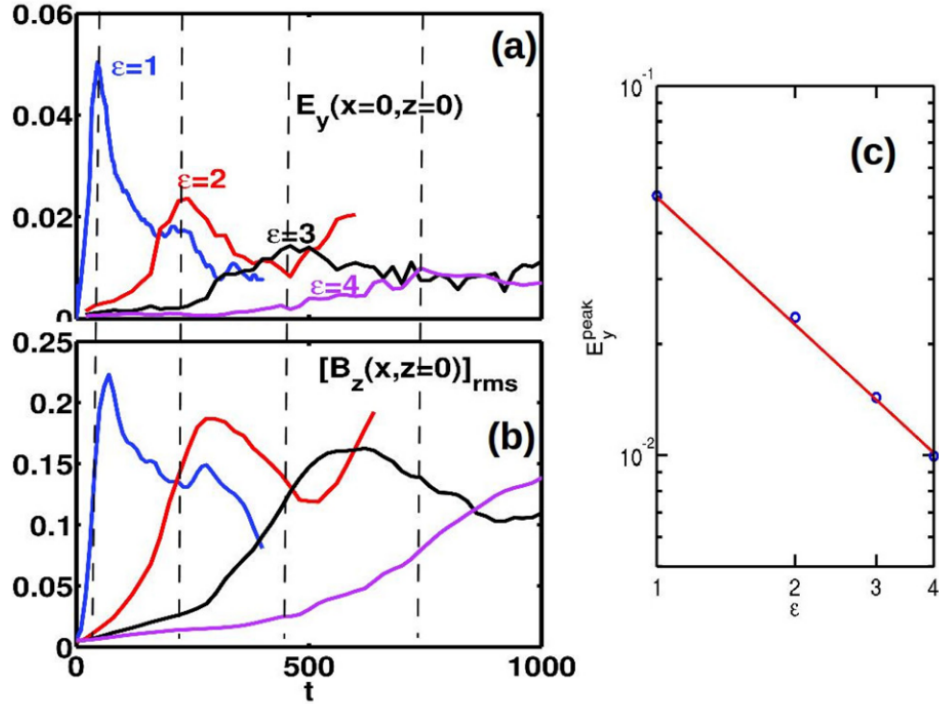 0.06
0.04
0.02
0
(a)
ε=1
E_y(x=0,z=0)
ε=2
ε=3
ε=4
0.25
0.2
0.15
0.1
0.05
0
[B_z(x,z=0)]_rms
(b)
0 500 1000
t
(c)
10^-1
10^-2
E_y^peak
1 2 3 4
ε